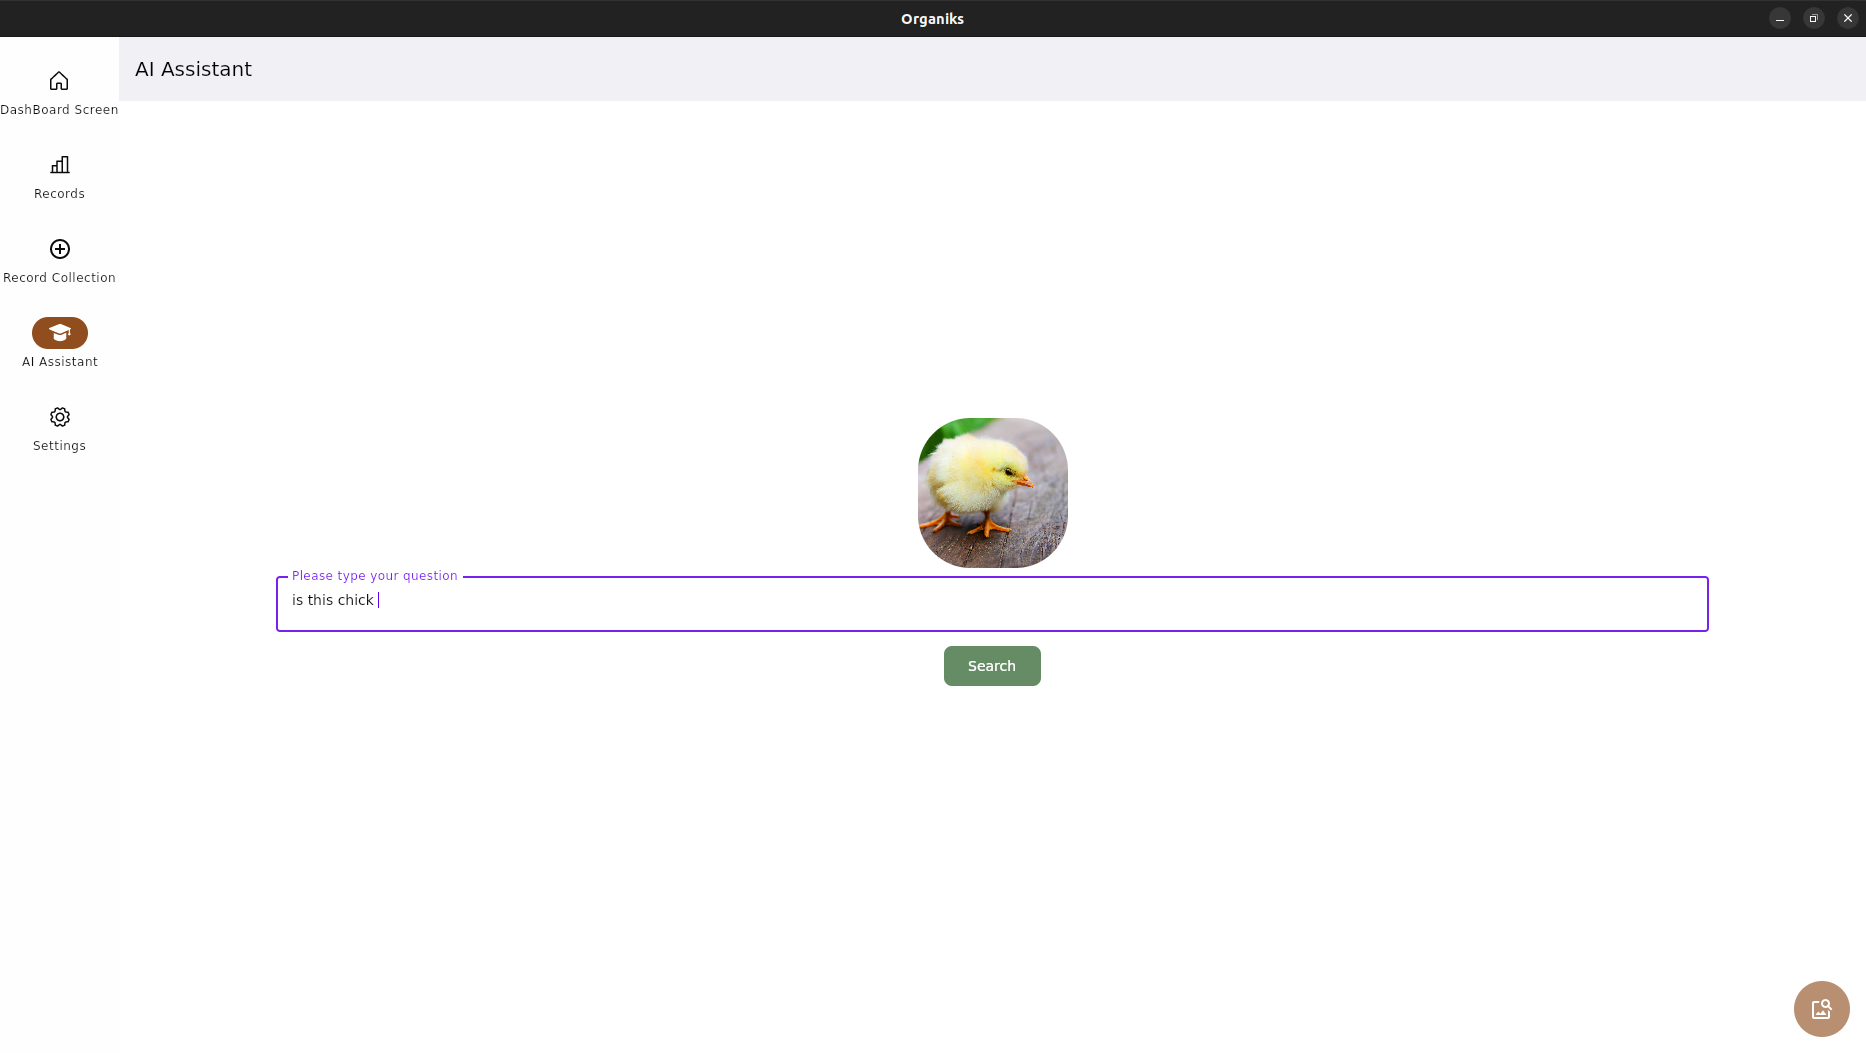 Organiks
AI Assistant
DashBoard Screen
Records
Record Collection
AI Assistant
Settings
Please type your question
is this chick
Search